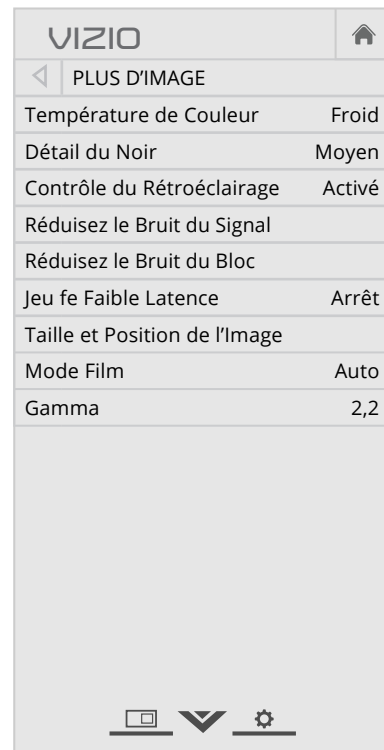 VIZIO
PLUS D’IMAGE
Température de Couleur Froid
Détail du Noir Moyen
Contrôle du Rétroéclairage Activé
Réduisez le Bruit du Signal
Réduisez le Bruit du Bloc
Jeu fe Faible Latence Arrêt
Taille et Position de l’Image
Mode Film Auto
Gamma 2,2